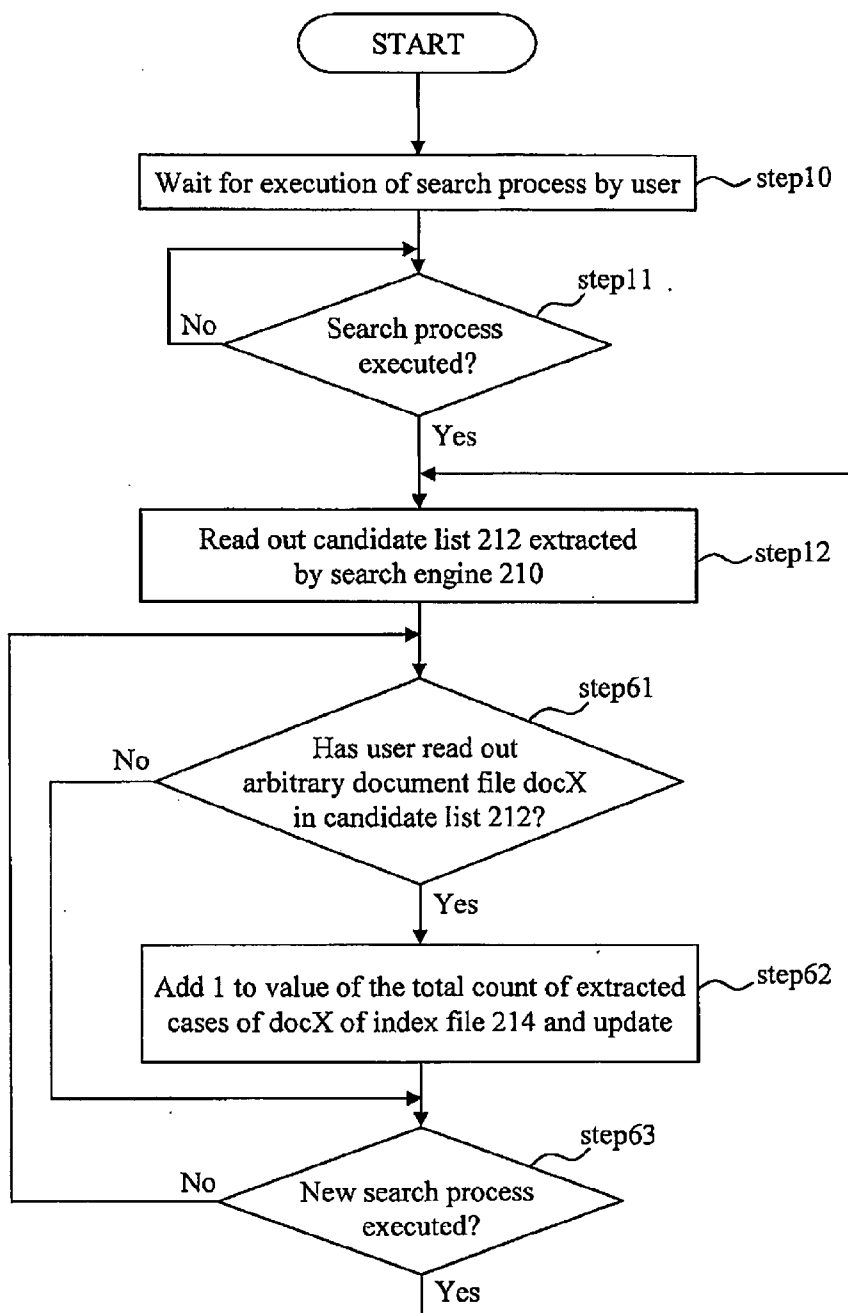 START
Wait for execution of search process by user
step10
step11
No
Search process
executed?
Yes
Read out candidate list 212 extracted
by search engine 210
step12
step61
No
Has user read out
arbitrary document file docX
in candidate list 212?
Yes
Add 1 to value of the total count of extracted
cases of docX of index file 214 and update
step62
step63
No
New search process
executed?
Yes